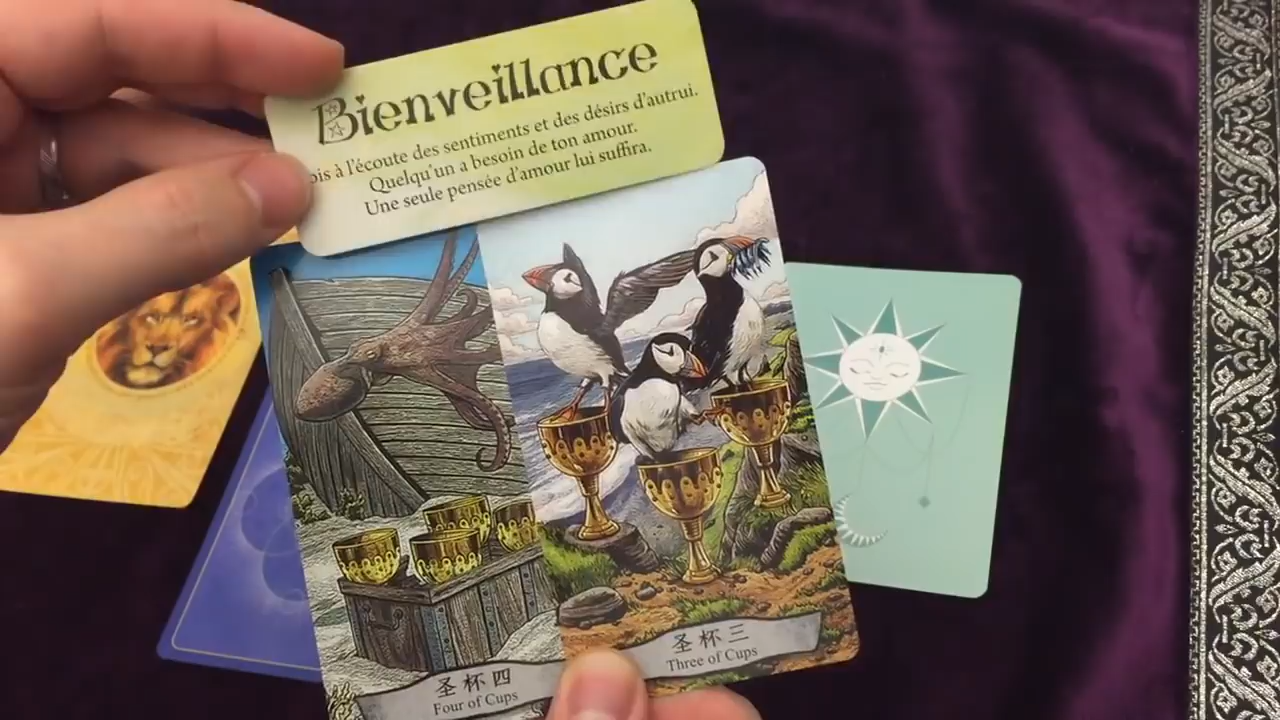 Bienveillance
ois à l'écoute des sentiments et des désirs d'autrui.
Quelqu'un a besoin de ton amour.
Une seule pensée d'amour lui suffira.
圣杯四
Four of Cups
圣杯三
Three of Cups